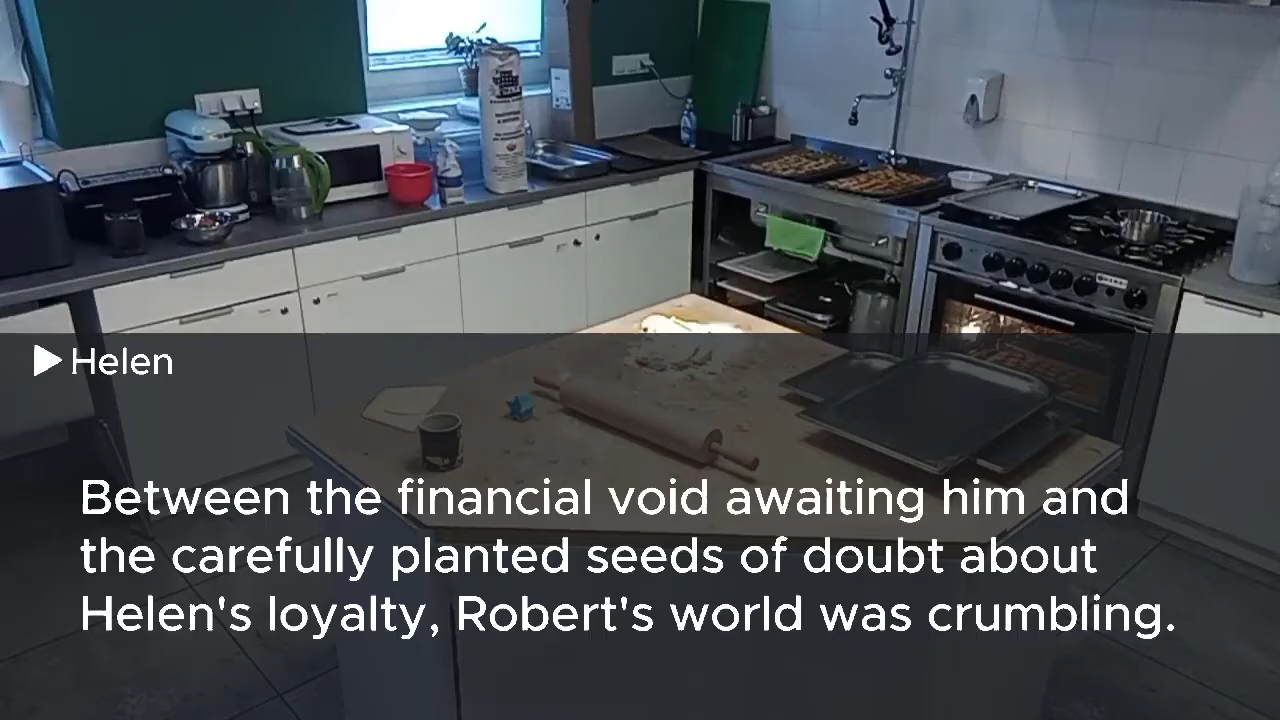 Helen
Between the financial void awaiting him and
the carefully planted seeds of doubt about
Helen's loyalty, Robert's world was crumbling.